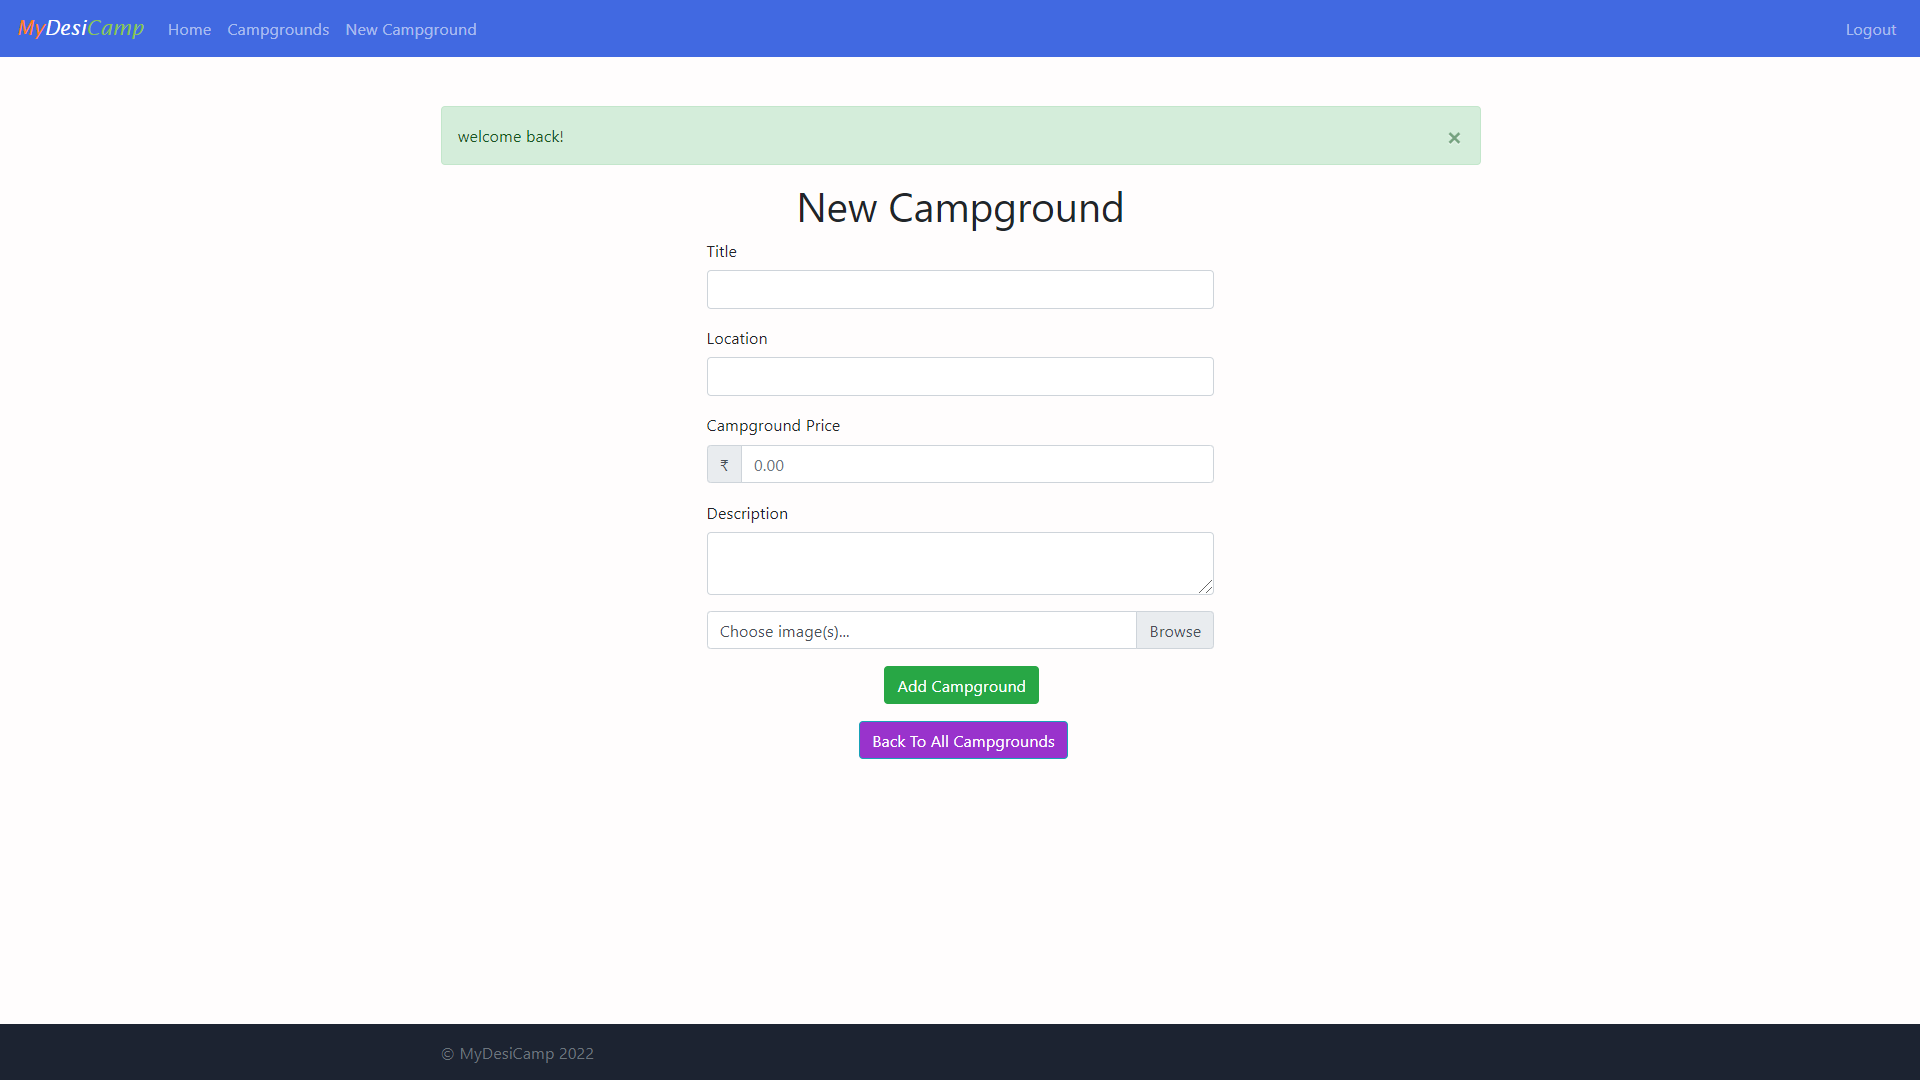 MyDesiCamp Home Campgrounds New Campground Logout
welcome back! ×
New Campground
Title
Location
Campground Price
₹ 0.00
Description
Choose image(s)... Browse
Add Campground
Back To All Campgrounds
© MyDesiCamp 2022